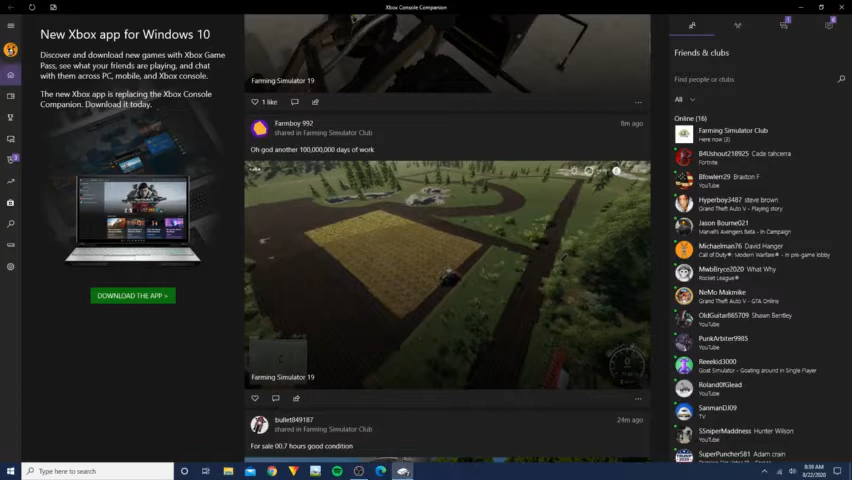 Xbox Console Companion
New Xbox app for Windows 10
Discover and download new games with Xbox Game
Pass, see what your friends are playing, and chat
with them across PC, mobile, and Xbox console.
The new Xbox app is replacing the Xbox Console
Companion. Download it today.
DOWNLOAD THE APP >
Farming Simulator 19
1 like
Farmboy 992
8m ago
shared in Farming Simulator Club
Oh god another 100,000,000 days of work
Farming Simulator 19
bullet849187
24m ago
shared in Farming Simulator Club
For sale 00.7 hours good condition
Friends & clubs
Find people or clubs
All
Online (16)
Farming Simulator Club
Here now (3)
B4Ushout218925 Cade tahcerra
Fortnite
Bfowterr29 Braxton F
YouTube
Hyperboy3487 steve brown
Grand Theft Auto V - Playing story
Jason Bourne021
Marvel's Avengers Beta - In Campaign
Michaelman76 David Hanger
Call of Duty®: Modern Warfare® - In pre-game lobby
MwbBryce2020 What Why
Rocket League®
NeMo Makmike
Grand Theft Auto V - GTA Online
OldGuitar865709 Shawn Bentley
YouTube
PunkArbiter9985
YouTube
Reeekid3000
Goat Simulator - Goating around in Single Player
Roland0fGlead
YouTube
SanmanDJ09
TV
SSniperMaddness Hunter Wilson
YouTube
SuperPuncher581 Adam crain
Type here to search
8:39 AM
8/22/2020